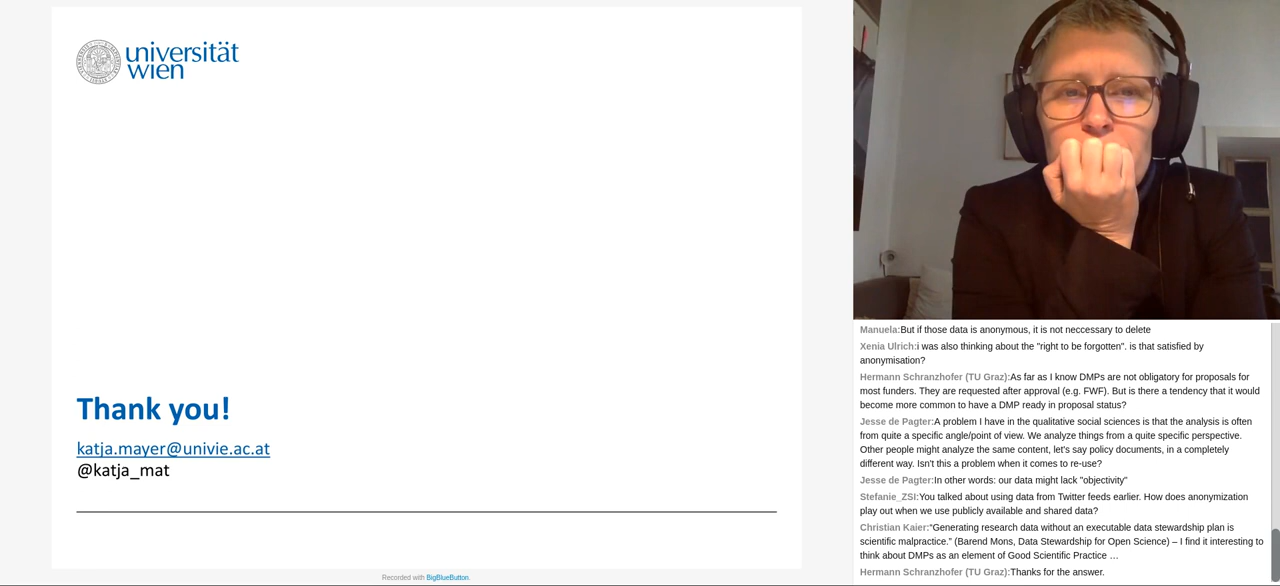 universität
wien
Thank you!
katja.mayer@univie.ac.at
@katja_mat
Recorded with BigBlueButton.
Manuela:But if those data is anonymous, it is not neccessary to delete
Xenia Ulrich:i was also thinking about the "right to be forgotten". is that satisfied by
anonymisation?
Hermann Schranzhofer (TU Graz):As far as I know DMPs are not obligatory for proposals for
most funders. They are requested after approval (e.g. FWF). But is there a tendency that it would
become more common to have a DMP ready in proposal status?
Jesse de Pagter:A problem I have in the qualitative social sciences is that the analysis is often
from quite a specific angle/point of view. We analyze things from a quite specific perspective.
Other people might analyze the same content, let's say policy documents, in a completely
different way. Isn't this a problem when it comes to re-use?
Jesse de Pagter:In other words: our data might lack "objectivity"
Stefanie_ZSI:You talked about using data from Twitter feeds earlier. How does anonymization
play out when we use publicly available and shared data?
Christian Kaier:“Generating research data without an executable data stewardship plan is
scientific malpractice.” (Barend Mons, Data Stewardship for Open Science) – I find it interesting to
think about DMPs as an element of Good Scientific Practice …
Hermann Schranzhofer (TU Graz):Thanks for the answer.